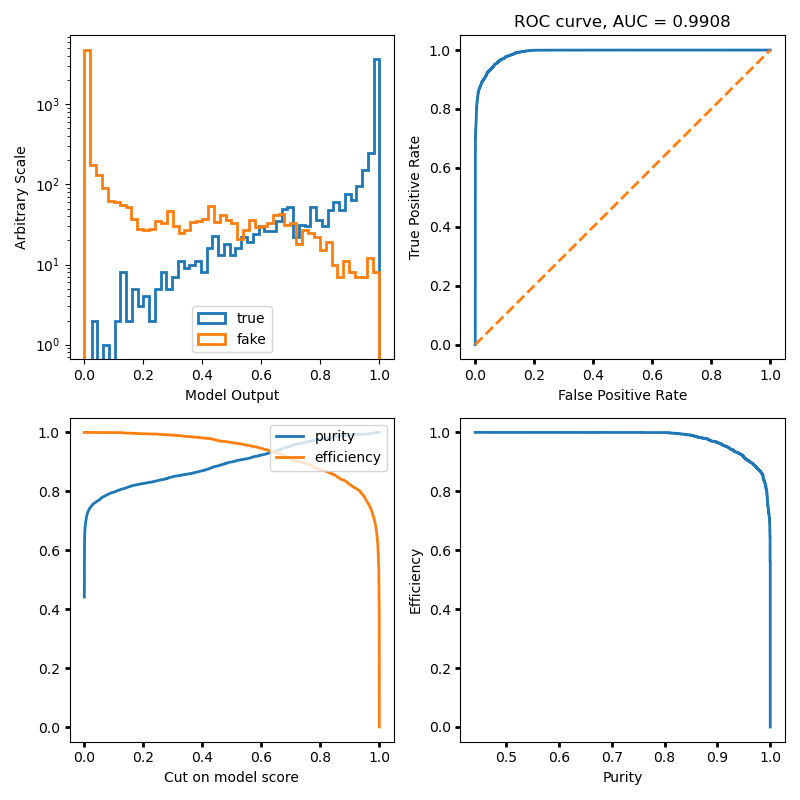 ROC curve, AUC = 0.9908
Arbitrary Scale
10³
10²
10¹
10⁰
true
fake
0.0 0.2 0.4 0.6 0.8 1.0
Model Output
True Positive Rate
1.0
0.8
0.6
0.4
0.2
0.0
0.0 0.2 0.4 0.6 0.8 1.0
False Positive Rate
1.0
0.8
0.6
0.4
0.2
0.0
purity
efficiency
0.0 0.2 0.4 0.6 0.8 1.0
Cut on model score
Efficiency
1.0
0.8
0.6
0.4
0.2
0.0
0.5 0.6 0.7 0.8 0.9 1.0
Purity